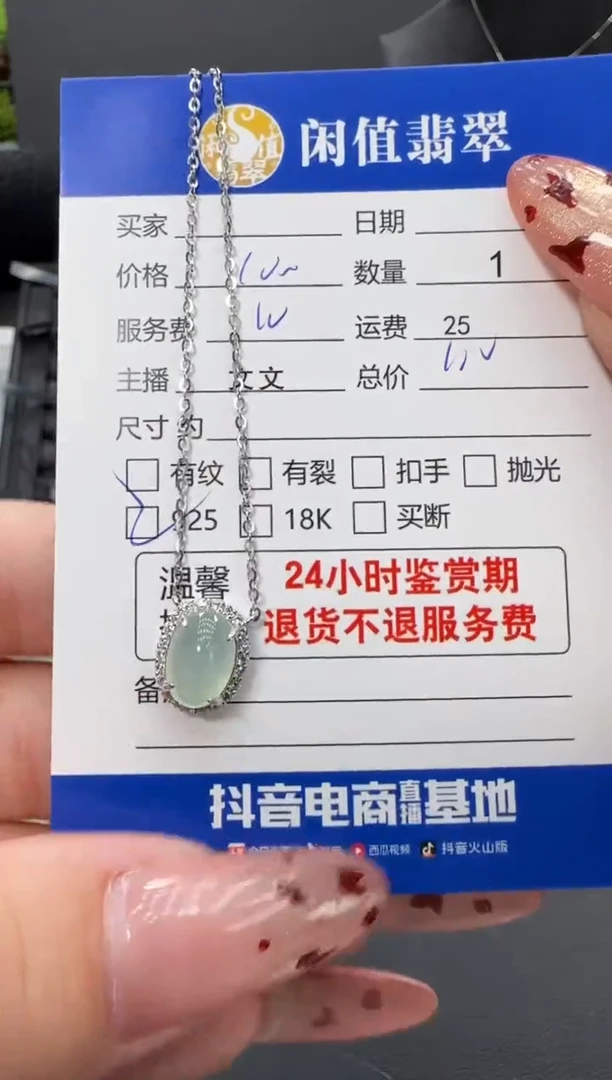 闲值翡翠
买家 日期
价格 数量 1
服务费 运费 25
主播 文文 总价
尺寸 约
有纹 有裂 扣手 抛光
925 18K 买断
温馨 24小时鉴赏期
退货不退服务费
备
抖音电商直播基地
西瓜视频 抖音火山版